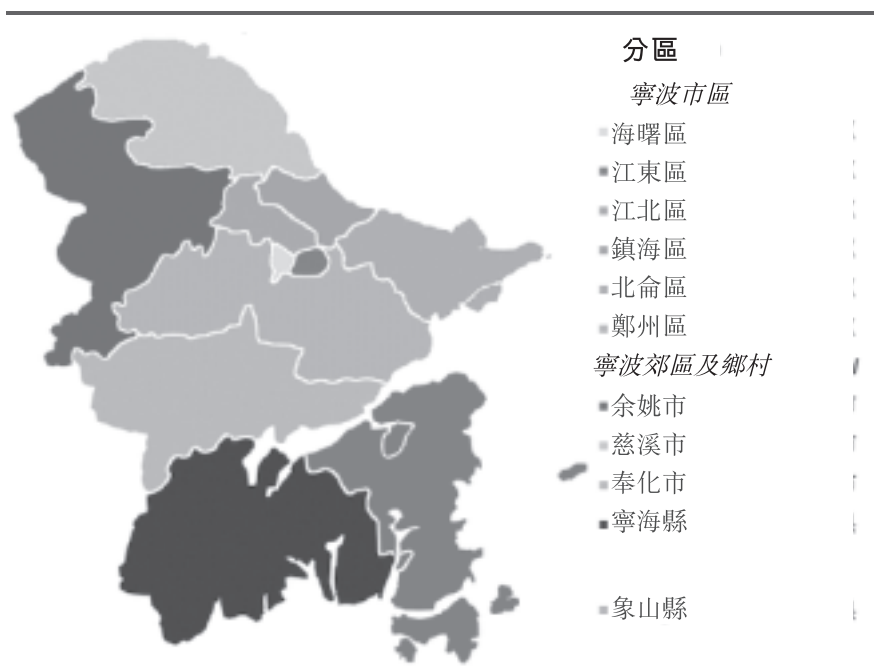 分區
寧波市區
海曙區
江東區
江北區
鎮海區
北侖區
鄭州區
寧波郊區及鄉村
余姚市
慈溪市
奉化市
寧海縣
象山縣